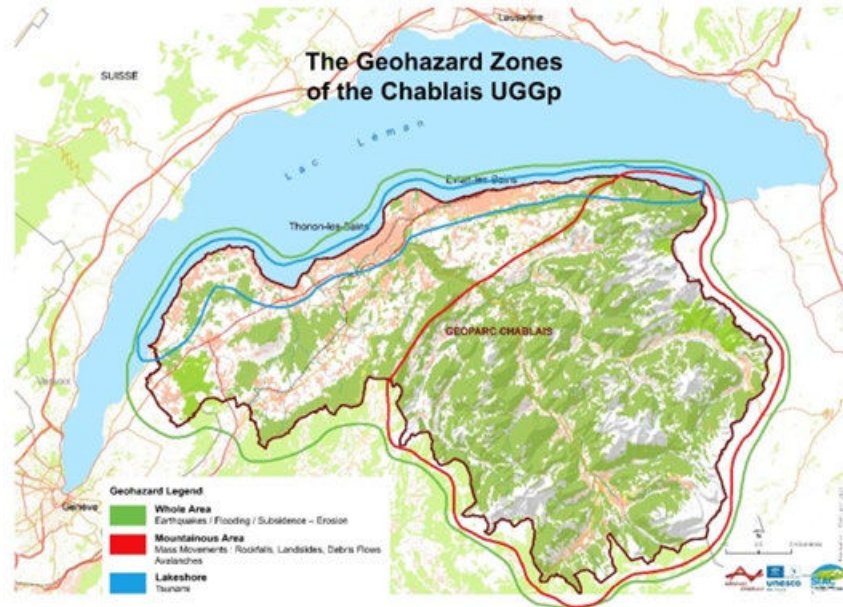 Lausanne
SUISSE
The Geohazard Zones
of the Chablais UGGp
Lac Léman
Evian-les-Bains
Thonon-les-Bains
GEOPARC CHABLAIS
Versoix
Genève
Geohazard Legend
Whole Area
Earthquakes / Flooding / Subsidence – Erosion
Mountainous Area
Mass Movements : Rockfalls, Landslides, Debris Flows
Avalanches
Lakeshore
Tsunami
unesco
SIAC